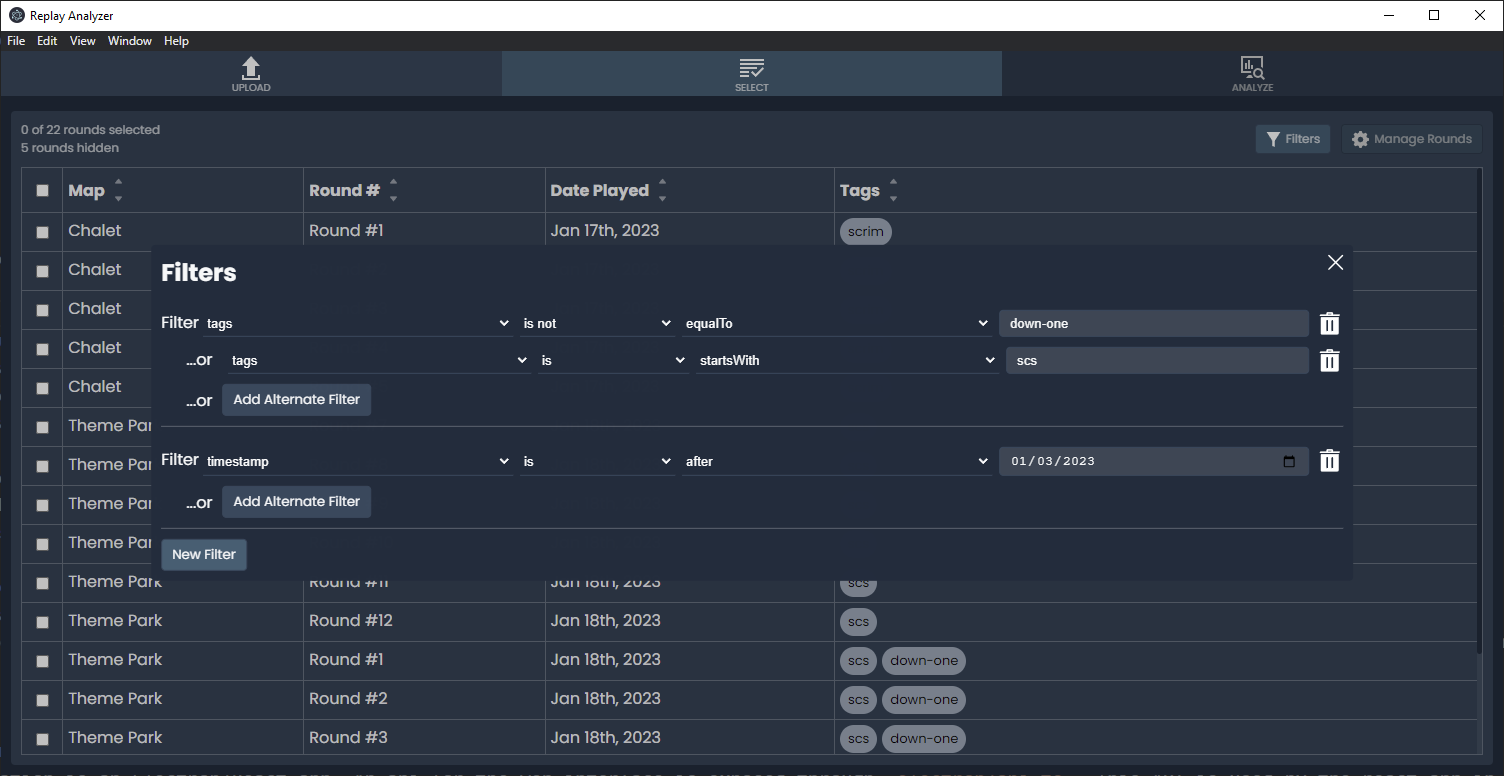 Replay Analyzer
File Edit View Window Help
UPLOAD SELECT ANALYZE
0 of 22 rounds selected
5 rounds hidden
Filters Manage Rounds
Map Round # Date Played Tags
Chalet Round #1 Jan 17th, 2023 scrim
Chalet
Chalet
Chalet
Chalet
Theme Par
Theme Par
Theme Par
Theme Par
Filters
Filter tags is not equalTo down-one
...or tags is startsWith scs
...or Add Alternate Filter
Filter timestamp is after 01/03/2023
...or Add Alternate Filter
New Filter
Theme Park Round #11 Jan 18th, 2023 scs
Theme Park Round #12 Jan 18th, 2023 scs
Theme Park Round #1 Jan 18th, 2023 scs down-one
Theme Park Round #2 Jan 18th, 2023 scs down-one
Theme Park Round #3 Jan 18th, 2023 scs down-one